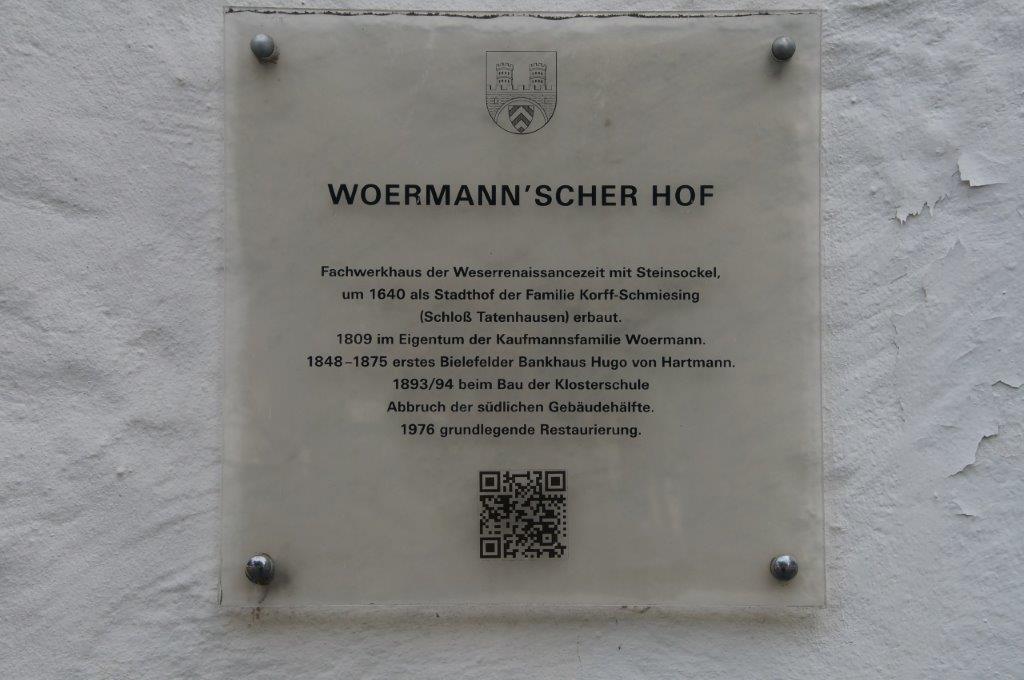 WOERMANN'SCHER HOF
Fachwerkhaus der Weserrenaissancezeit mit Steinsockel,
um 1640 als Stadthof der Familie Korff-Schmiesing
(Schloß Tatenhausen) erbaut.
1809 im Eigentum der Kaufmannsfamilie Woermann.
1848–1875 erstes Bielefelder Bankhaus Hugo von Hartmann.
1893/94 beim Bau der Klosterschule
Abbruch der südlichen Gebäudehälfte.
1976 grundlegende Restaurierung.